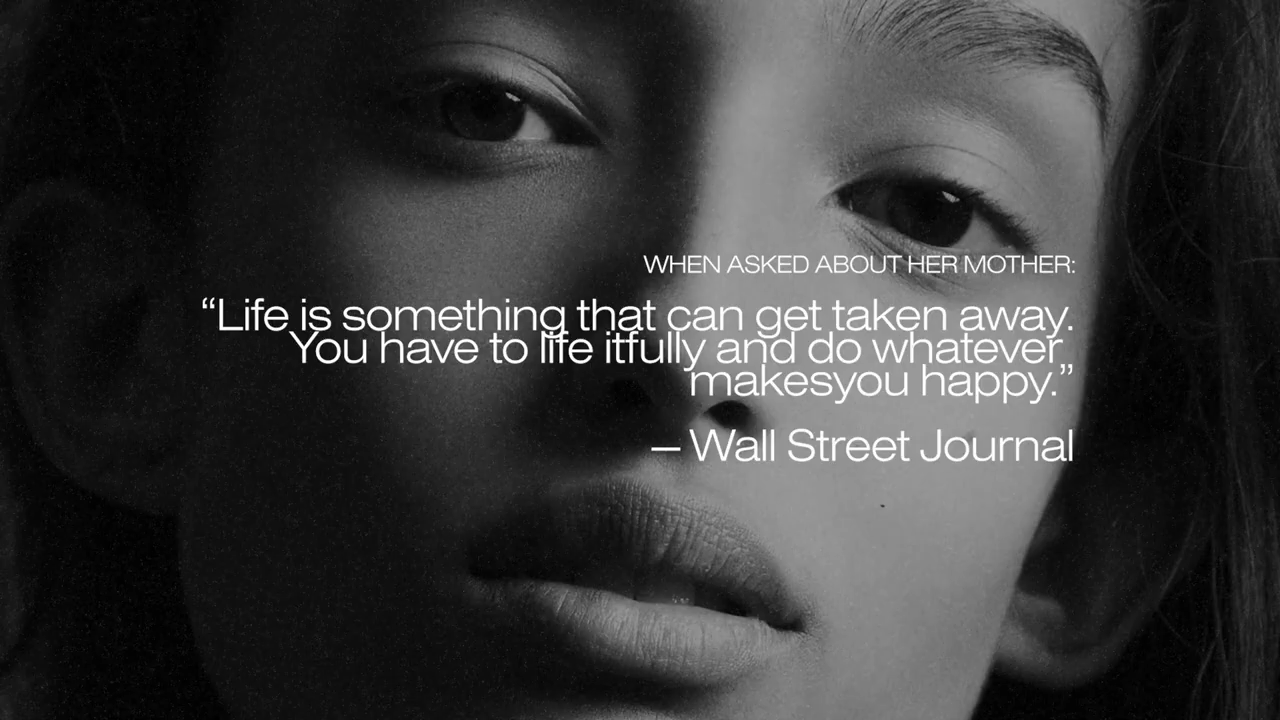 WHEN ASKED ABOUT HER MOTHER:
“Life is something that can get taken away.
You have to life itfully and do whatever
makesyou happy.”
– Wall Street Journal